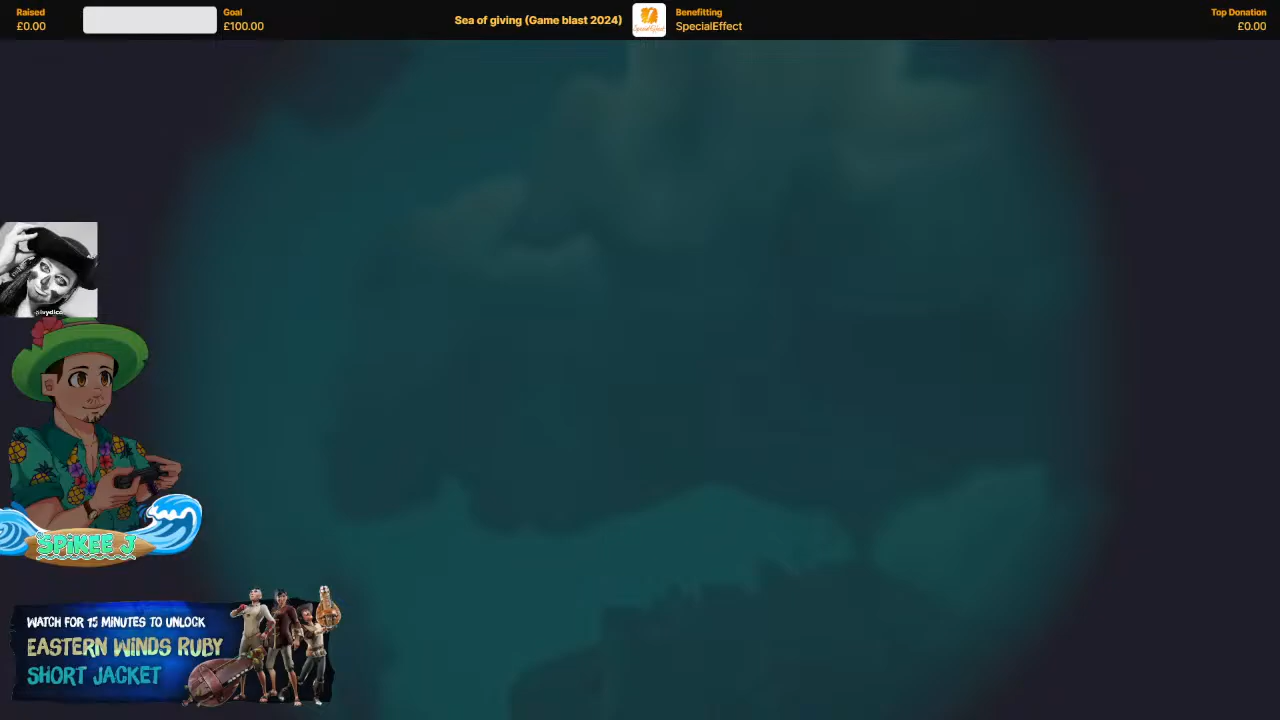 Raised
£0.00
Goal
£100.00
Sea of giving (Game blast 2024)
SpecialEffect
Benefitting
SpecialEffect
Top Donation
£0.00
SPIKEE J
WATCH FOR 15 MINUTES TO UNLOCK
EASTERN WINDS RUBY
SHORT JACKET